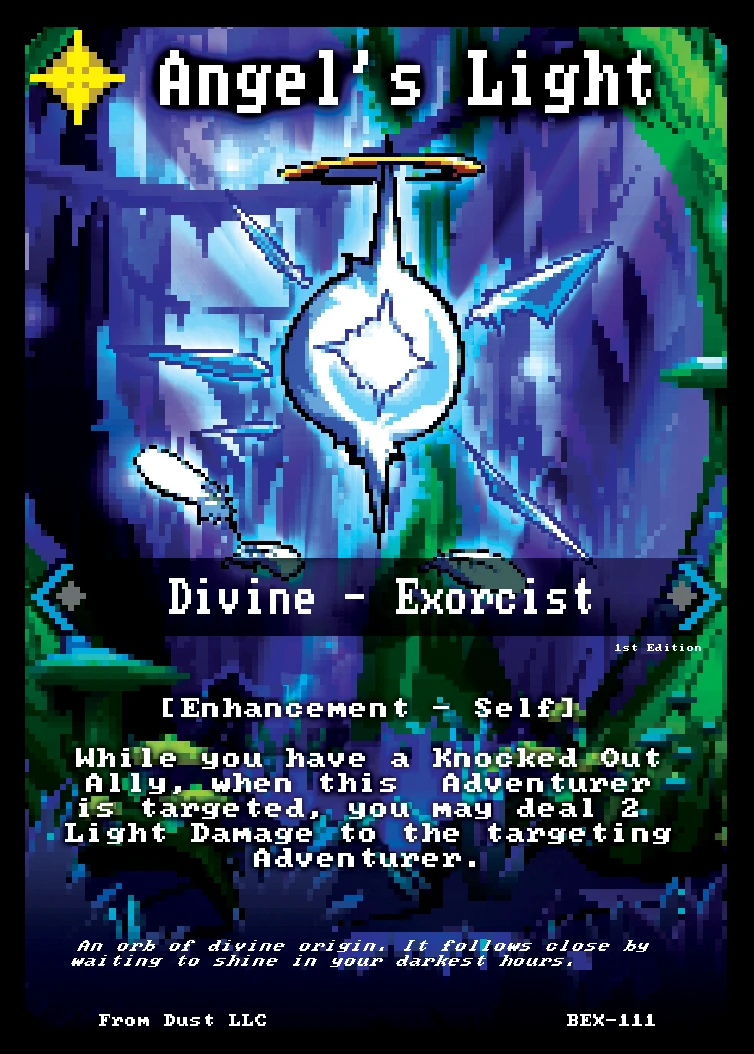 Angel's Light
Divine - Exorcist
1st Edition
[Enhancement - Self]
While you have a Knocked Out
Ally, when this Adventurer
is targeted, you may deal 2
Light Damage to the targeting
Adventurer.
An orb of divine origin. It follows close by
waiting to shine in your darkest hours.
From Dust LLC
BEX-111